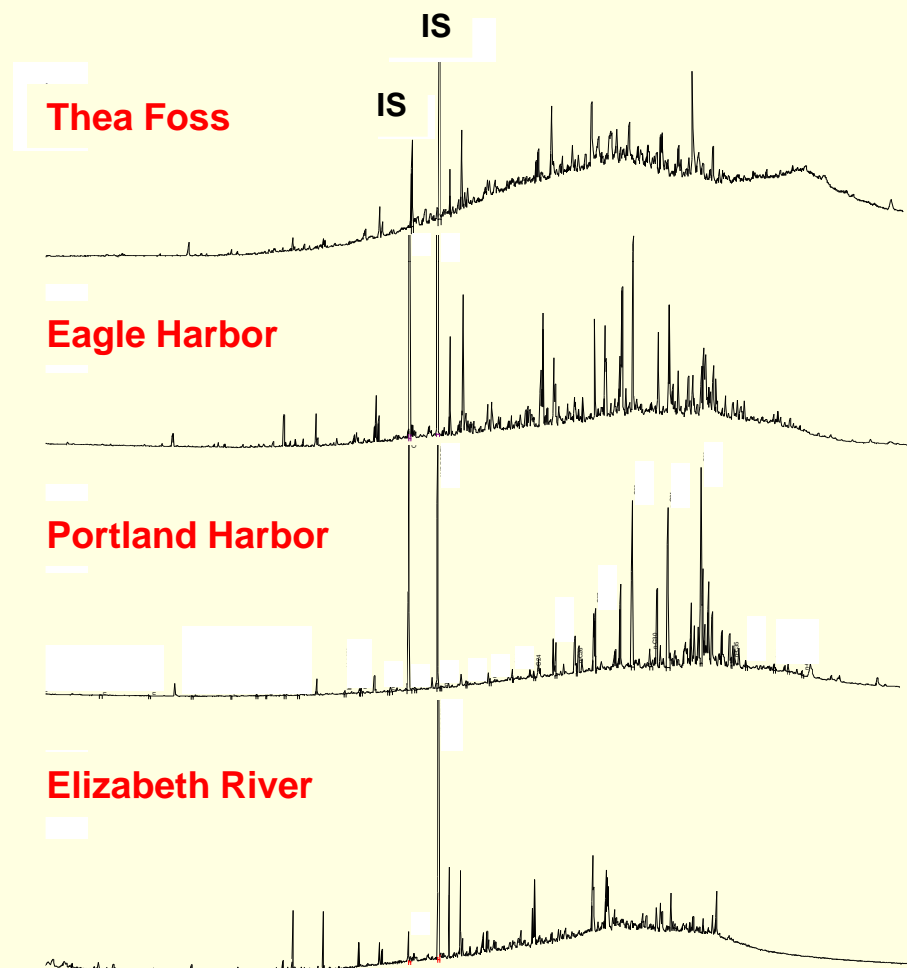 IS
IS
Thea Foss
Eagle Harbor
Portland Harbor
Elizabeth River